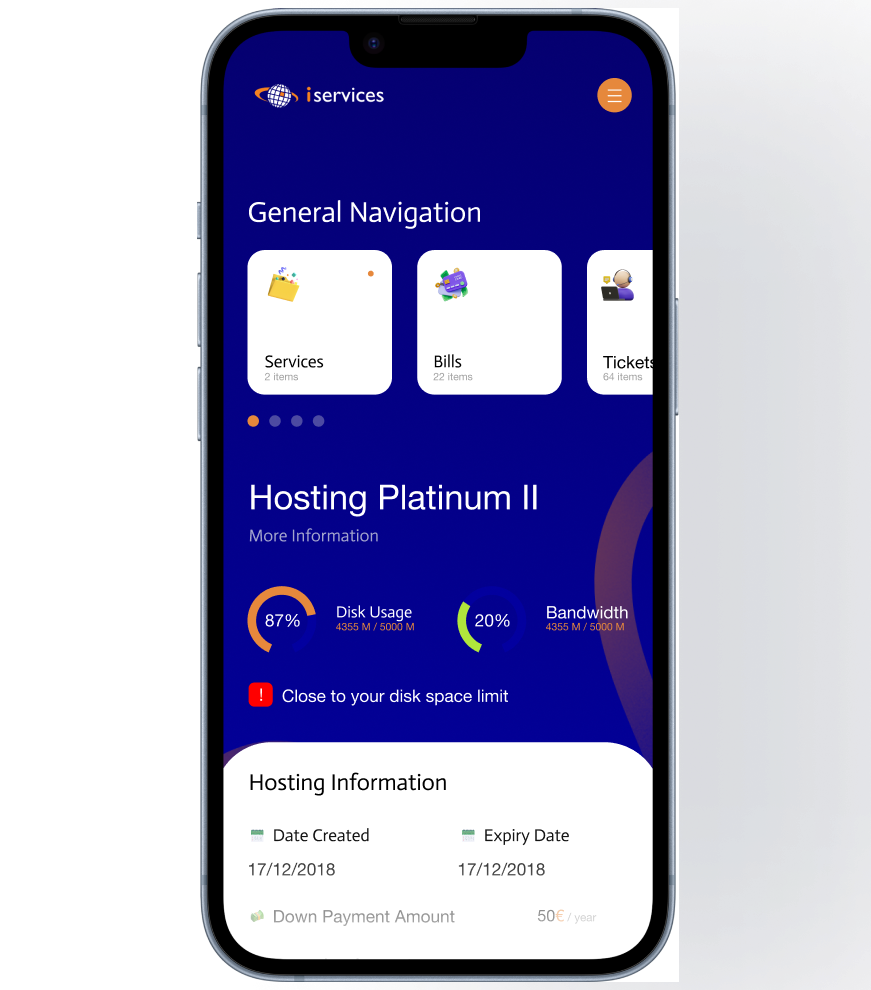 iservices
General Navigation
Services
2 items
Bills
22 items
Tickets
64 items
Hosting Platinum II
More Information
87%
Disk Usage
4355 M / 5000 M
20%
Bandwidth
4355 M / 5000 M
! Close to your disk space limit
Hosting Information
Date Created
17/12/2018
Expiry Date
17/12/2018
Down Payment Amount
50€ / year